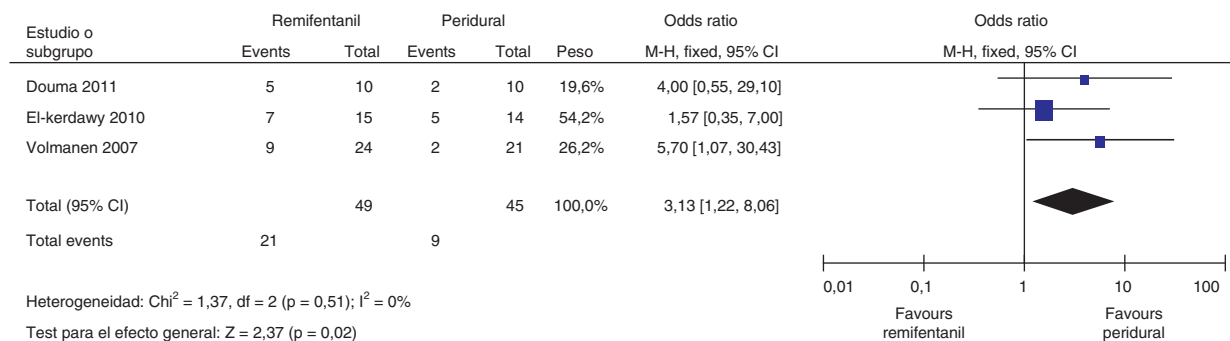 Remifentanil Peridural Odds ratio Odds ratio
Estudio o
subgrupo Events Total Events Total Peso M-H, fixed, 95% CI M-H, fixed, 95% CI
Douma 2011 5 10 2 10 19,6% 4,00 [0,55, 29,10]
El-kerdawy 2010 7 15 5 14 54,2% 1,57 [0,35, 7,00]
Volmanen 2007 9 24 2 21 26,2% 5,70 [1,07, 30,43]
Total (95% CI) 49 45 100,0% 3,13 [1,22, 8,06]
Total events 21 9
0,01 0,1 1 10 100
Heterogeneidad: Chi² = 1,37, df = 2 (p = 0,51); I² = 0%
Favours remifentanil Favours peridural
Test para el efecto general: Z = 2,37 (p = 0,02)